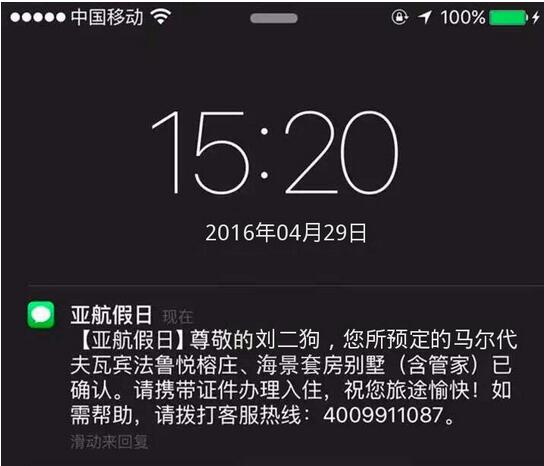 中国移动 100%
15:20
2016年04月29日
亚航假日 现在
【亚航假日】尊敬的刘二狗，您所预定的马尔代
夫瓦宾法鲁悦榕庄、海景套房别墅（含管家）已
确认。请携带证件办理入住，祝您旅途愉快！如
需帮助，请拨打客服热线：4009911087。
滑动来回复